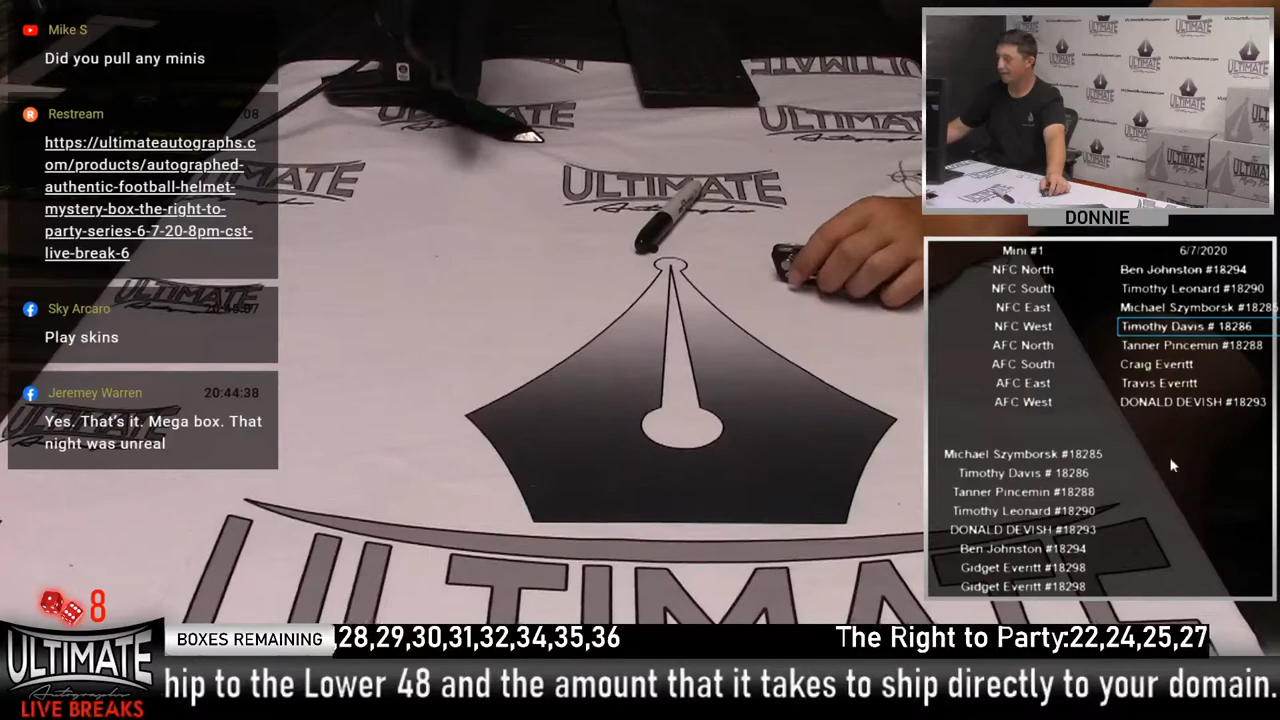 Mike S
Did you pull any minis
Restream
https://ultimateautographs.c
om/products/autographed-
authentic-football-helmet-
mystery-box-the-right-to-
party-series-6-7-20-8pm-cst-
live-break-6
Sky Arcaro
Play skins
Jeremey Warren 20:44:38
Yes. That's it. Mega box. That
night was unreal
ULTIMATE
ULTIMATE
ULTIMATE
ULTIMATE
DONNIE
Mini #1 6/7/2020
NFC North Ben Johnston #18294
NFC South Timothy Leonard #18290
NFC East Michael Szymborsk #1828
NFC West Timothy Davis # 18286
AFC North Tanner Pincemin #18288
AFC South Craig Everitt
AFC East Travis Everitt
AFC West DONALD DEVISH #18293
Michael Szymborsk #18285
Timothy Davis # 18286
Tanner Pincemin #18288
Timothy Leonard #18290
DONALD DEVISH #18293
Ben Johnston #18294
Gidget Everitt #18298
Gidget Everitt #18298
8
ULTIMATE
Autographs
LIVE BREAKS
BOXES REMAINING ,28,29,30,31,32,34,35,36
The Right to Party:22,24,25,27
hip to the Lower 48 and the amount that it takes to ship directly to your domain.